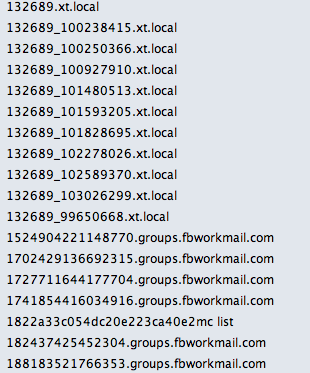 132689.xt.local
132689_100238415.xt.local
132689_100250366.xt.local
132689_100927910.xt.local
132689_101480513.xt.local
132689_101593205.xt.local
132689_101828695.xt.local
132689_102278026.xt.local
132689_102589370.xt.local
132689_103026299.xt.local
132689_99650668.xt.local
1524904221148770.groups.fbworkmail.com
1702429136692315.groups.fbworkmail.com
1727711644177704.groups.fbworkmail.com
1741854416034916.groups.fbworkmail.com
1822a33c054dc20e223ca40e2mc list
182437425452304.groups.fbworkmail.com
188183521766353.groups.fbworkmail.com